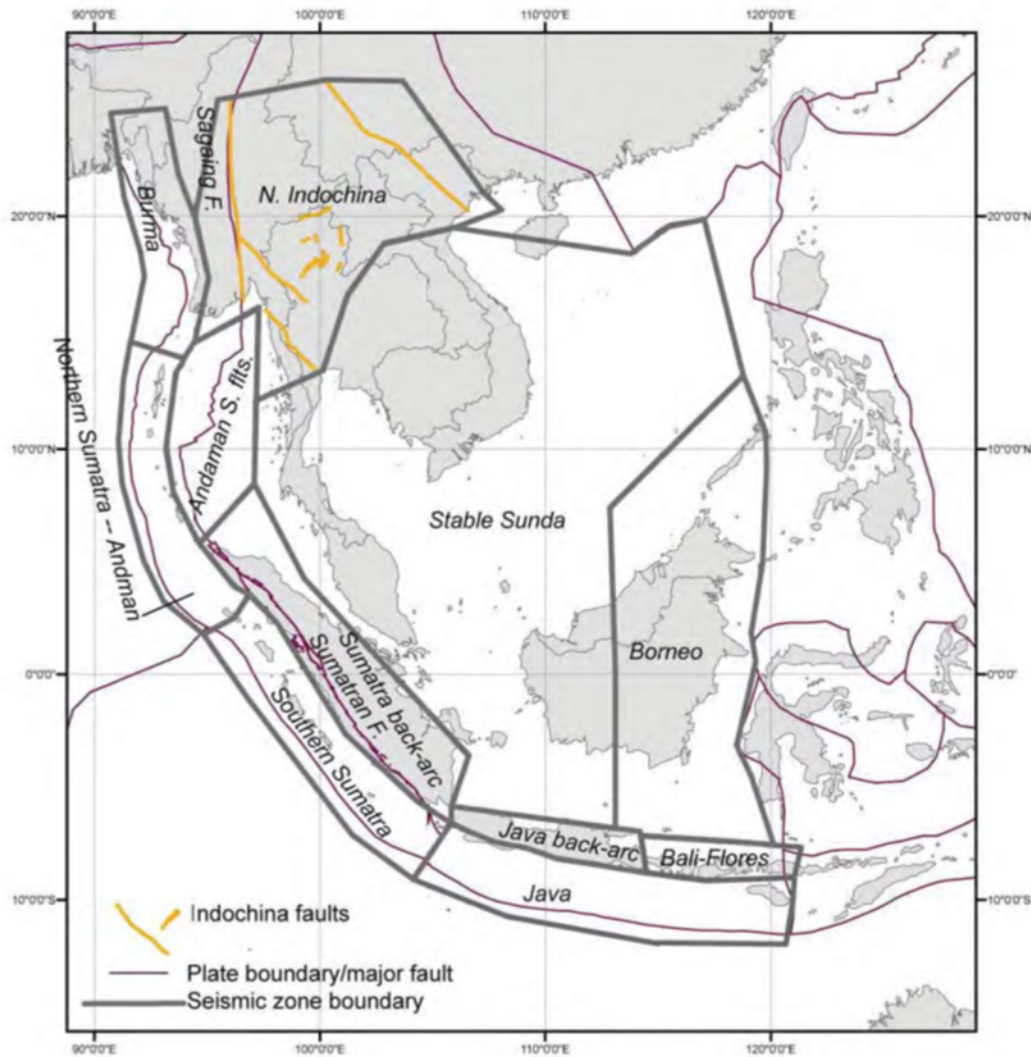 90°0'0"E 100°0'0"E 110°0'0"E 120°0'0"E
Sagaing F.
N. Indochina
Burma
20°0'0"N 20°0'0"N
Northern Sumatra -- Andman
Andaman S. flts.
10°0'0"N 10°0'0"N
Stable Sunda
Borneo
0°0'0" 0°0'0"
Sumatra back-arc
Sumatran F.
Southern Sumatra
Java back-arc
Bali-Flores
Java
10°0'0"S 10°0'0"S
Indochina faults
Plate boundary/major fault
Seismic zone boundary
90°0'0"E 100°0'0"E 110°0'0"E 120°0'0"E